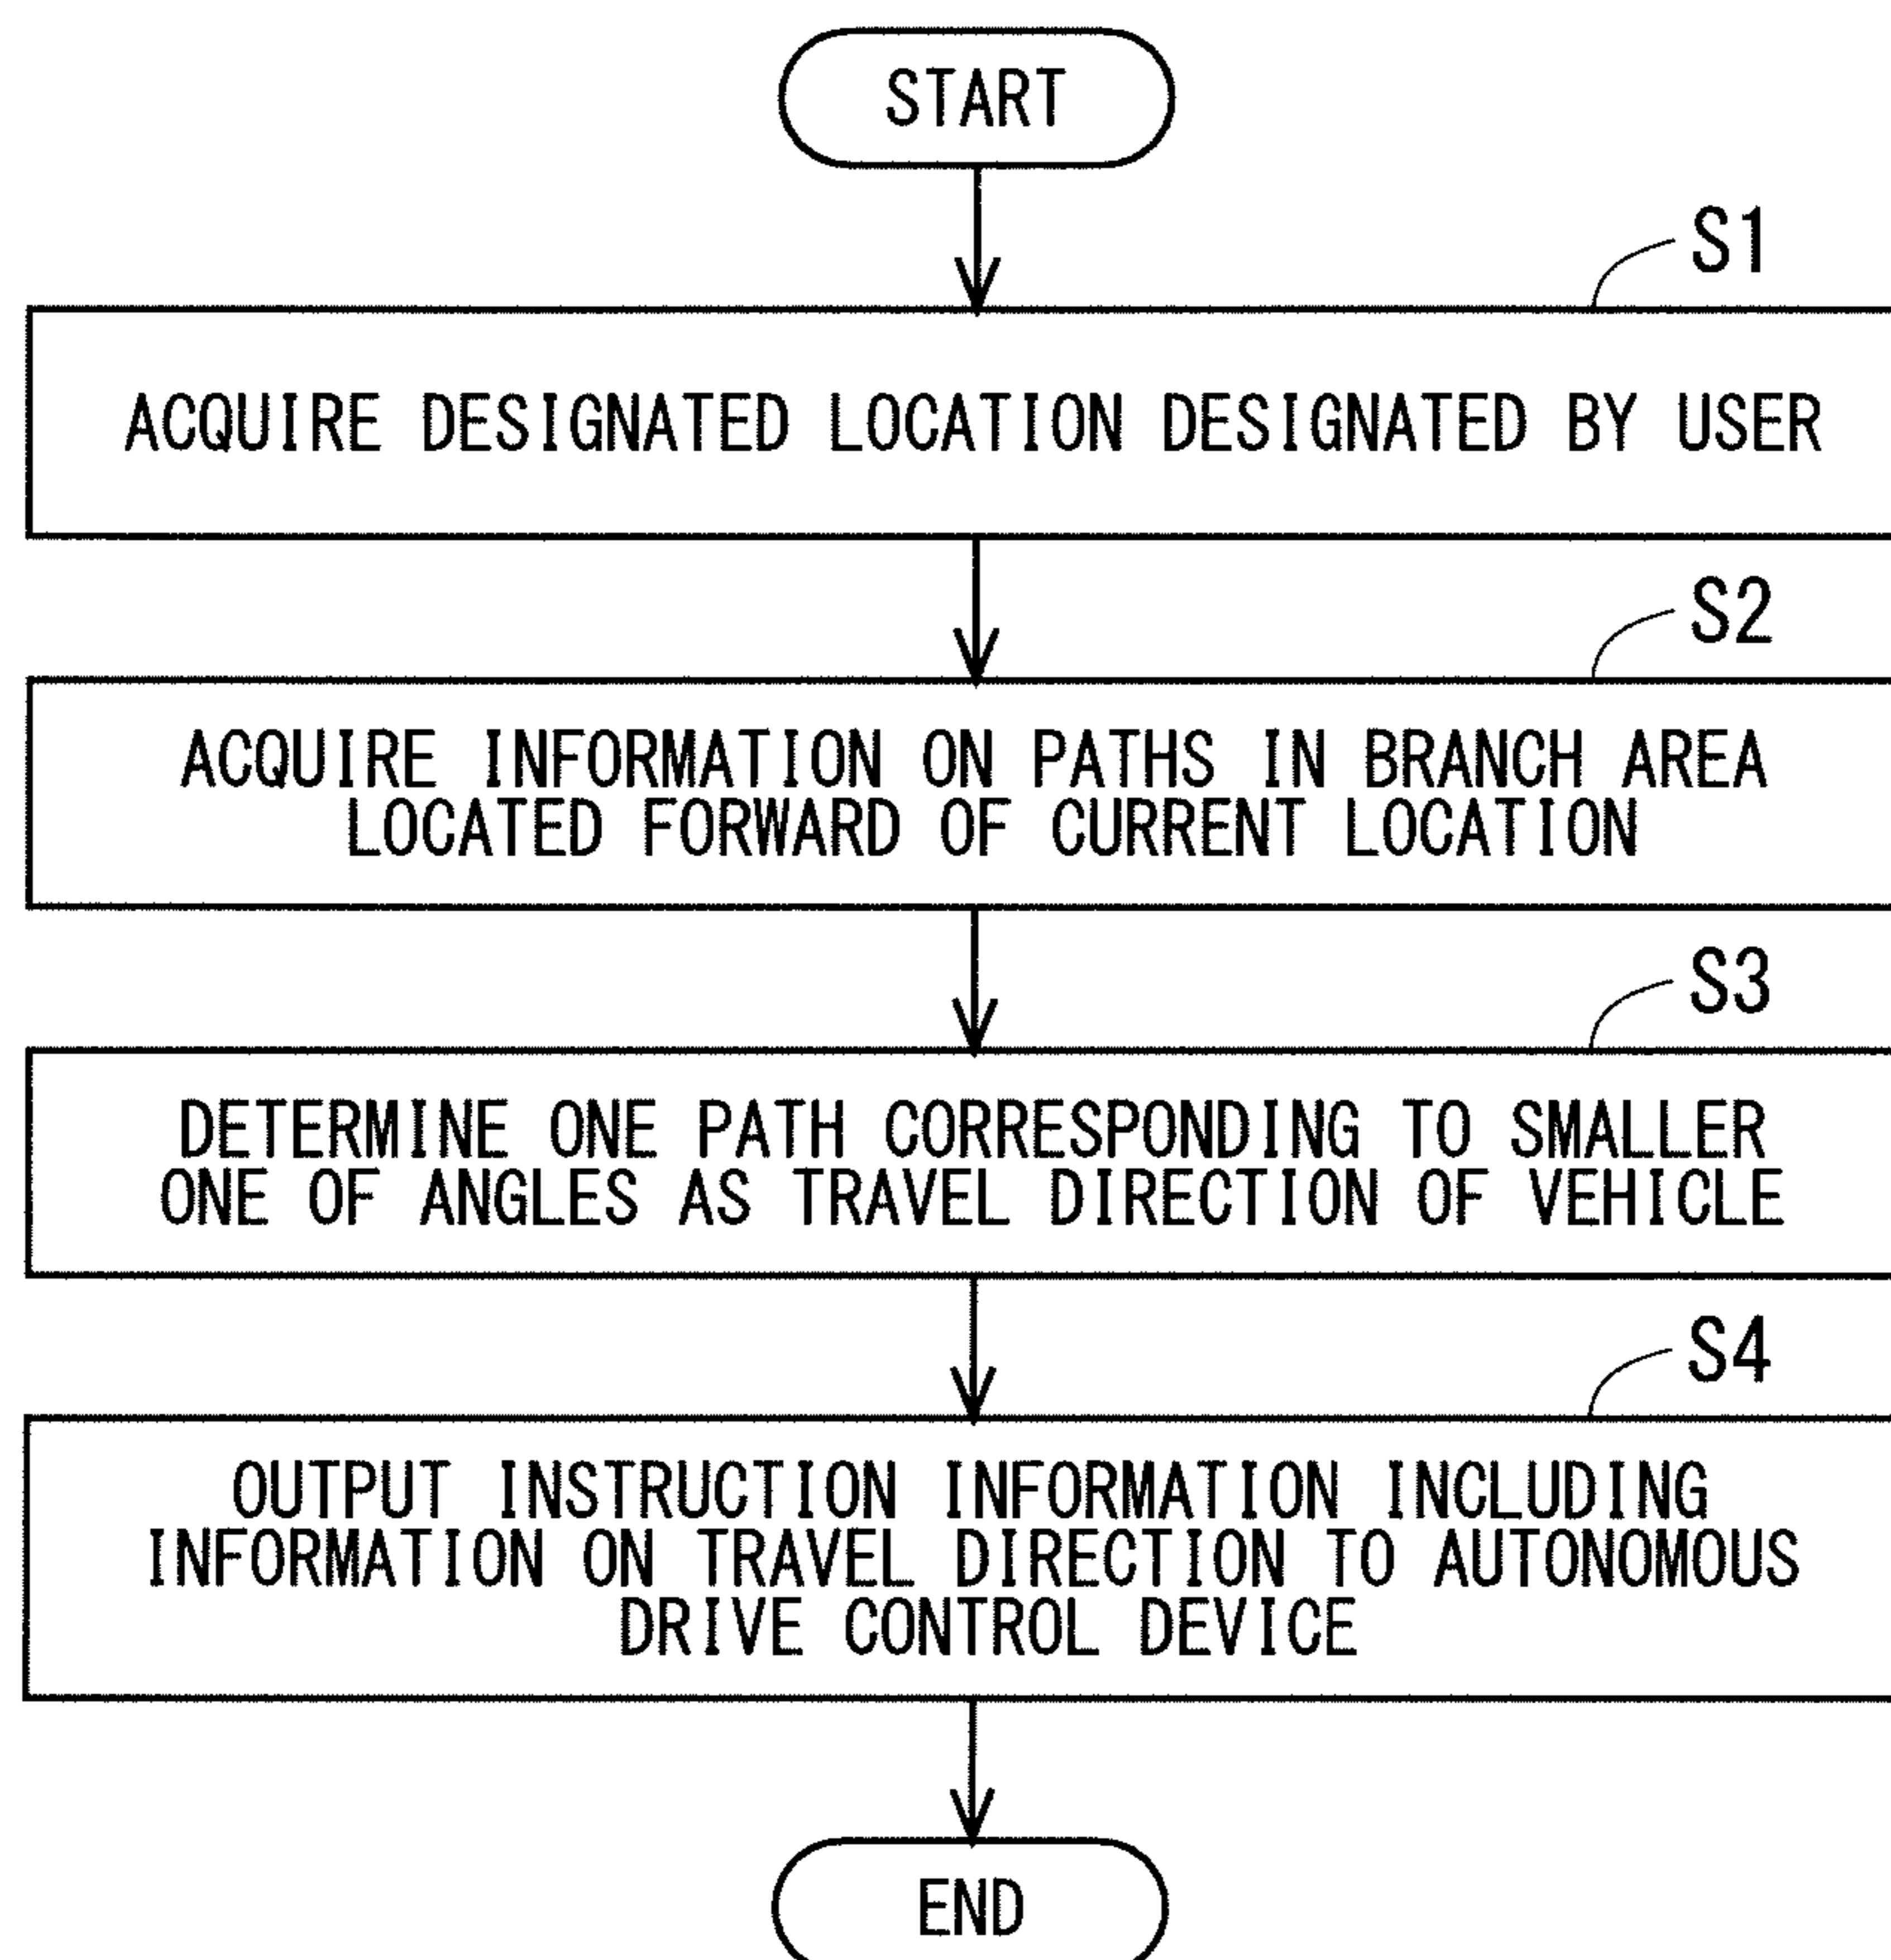 START
S1
ACQUIRE DESIGNATED LOCATION DESIGNATED BY USER
S2
ACQUIRE INFORMATION ON PATHS IN BRANCH AREA
LOCATED FORWARD OF CURRENT LOCATION
S3
DETERMINE ONE PATH CORRESPONDING TO SMALLER
ONE OF ANGLES AS TRAVEL DIRECTION OF VEHICLE
S4
OUTPUT INSTRUCTION INFORMATION INCLUDING
INFORMATION ON TRAVEL DIRECTION TO AUTONOMOUS
DRIVE CONTROL DEVICE
END